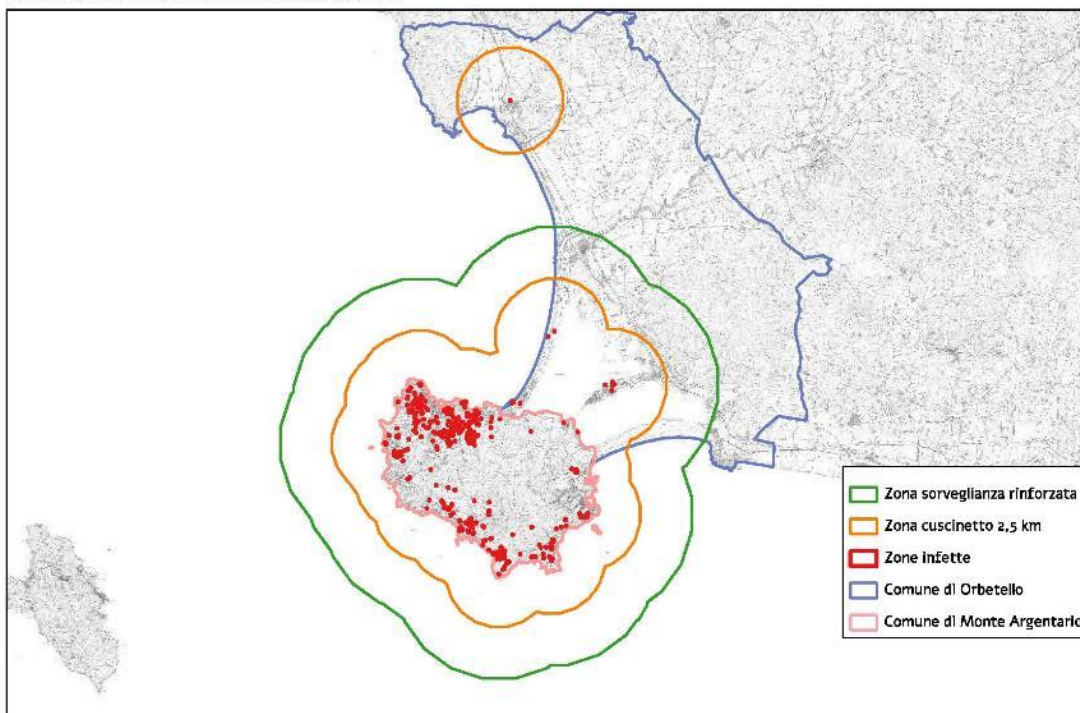 Zona sorveglianza rinforzata
Zona cuscinetto 2,5 km
Zone infette
Comune di Orbetello
Comune di Monte Argentario